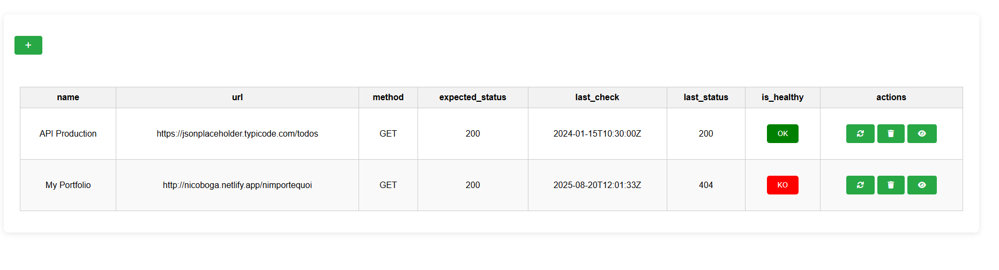 +
name url method expected_status last_check last_status is_healthy actions
API Production https://jsonplaceholder.typicode.com/todos GET 200 2024-01-15T10:30:00Z 200 OK
My Portfolio http://nicoboga.netlify.app/nimportequoi GET 200 2025-08-20T12:01:33Z 404 KO